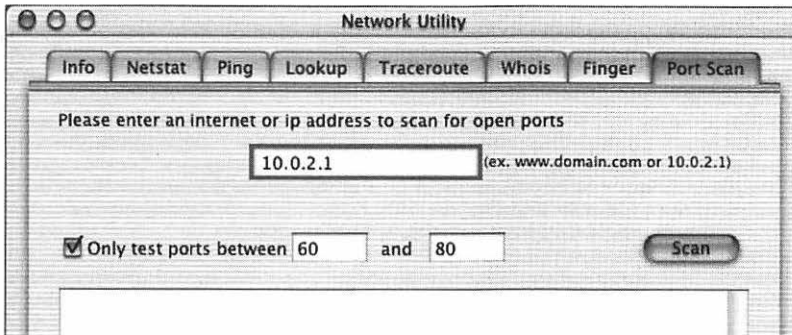 Network Utility
Info Netstat Ping Lookup Traceroute Whois Finger Port Scan
Please enter an internet or ip address to scan for open ports
10.0.2.1 (ex. www.domain.com or 10.0.2.1)
Only test ports between 60 and 80 Scan